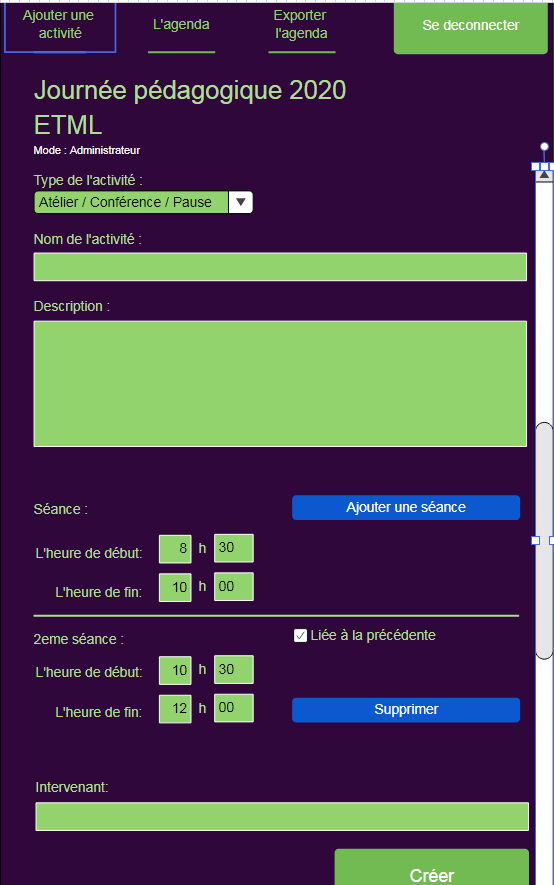 Ajouter une
activité
L'agenda
Exporter
l'agenda
Se deconnecter
Journée pédagogique 2020
ETML
Mode : Administrateur
Type de l'activité :
Atélier / Conférence / Pause
Nom de l'activité :
Description :
Séance :
Ajouter une séance
L'heure de début: 8 h 30
L'heure de fin: 10 h 00
2eme séance :
Liée à la précédente
L'heure de début: 10 h 30
L'heure de fin: 12 h 00
Supprimer
Intervenant:
Créer